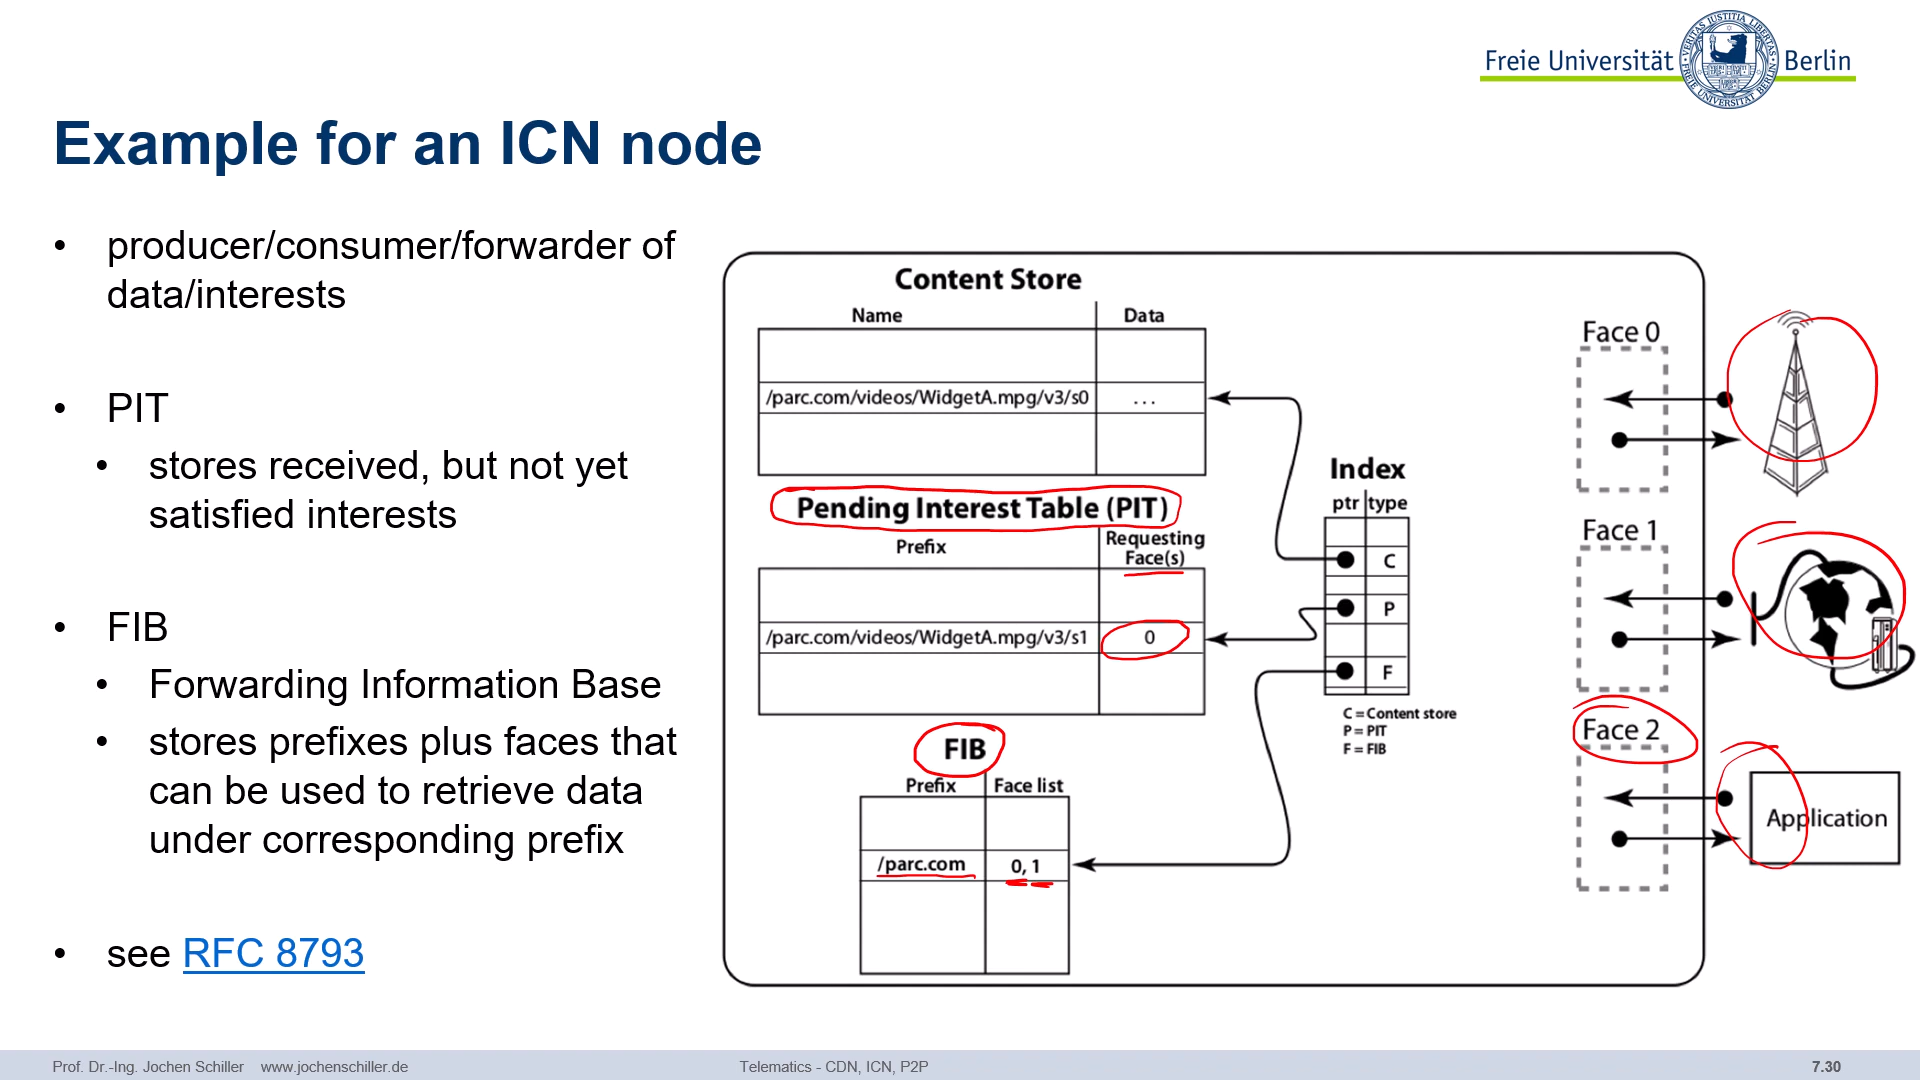 Freie Universität Berlin
Example for an ICN node
• producer/consumer/forwarder of
data/interests
• PIT
• stores received, but not yet
satisfied interests
• FIB
• Forwarding Information Base
• stores prefixes plus faces that
can be used to retrieve data
under corresponding prefix
• see RFC 8793
Content Store
Name Data
/parc.com/videos/WidgetA.mpg/v3/s0 ...
Pending Interest Table (PIT)
Prefix Requesting
Face(s)
/parc.com/videos/WidgetA.mpg/v3/s1 0
FIB
Prefix Face list
/parc.com 0, 1
Index
ptr type
C
P
F
C = Content store
P = PIT
F = FIB
Face 0
Face 1
Face 2
Application
Prof. Dr.-Ing. Jochen Schiller www.jochenschiller.de Telematics - CDN, ICN, P2P 7.30